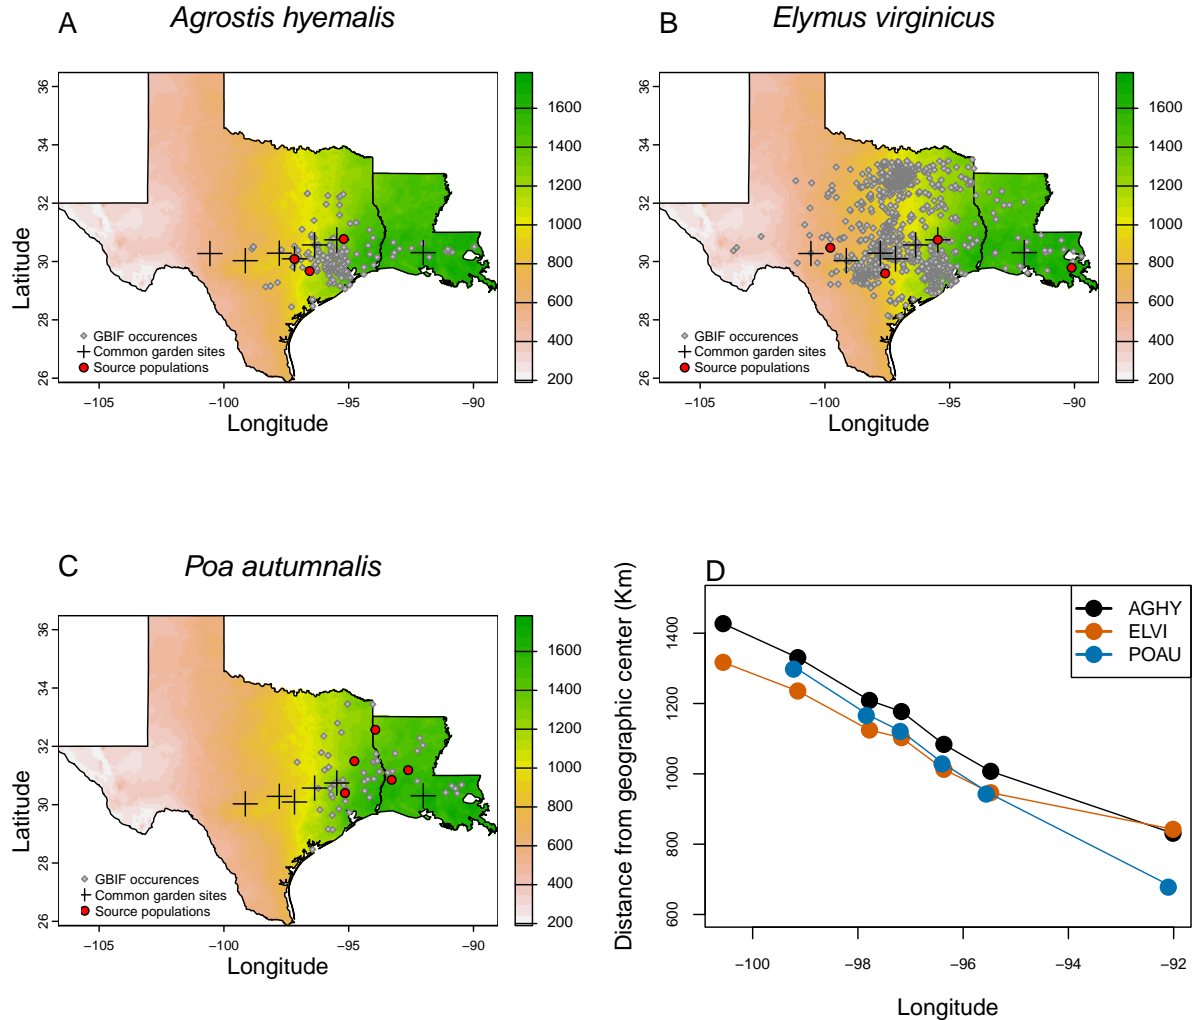 A
Agrostis hyemalis
Latitude
36
34
32
30
28
26
−105
−100
−95
−90
Longitude
GBIF occurences
Common garden sites
Source populations
1600
1400
1200
1000
800
600
400
200
B
Elymus virginicus
Latitude
36
34
32
30
28
26
−105
−100
−95
−90
Longitude
GBIF occurences
Common garden sites
Source populations
1600
1400
1200
1000
800
600
400
200
C
Poa autumnalis
Latitude
36
34
32
30
28
26
−105
−100
−95
−90
Longitude
GBIF occurences
Common garden sites
Source populations
1600
1400
1200
1000
800
600
400
200
D
Distance from geographic center (Km)
1400
1200
1000
800
600
AGHY
ELVI
POAU
−100
−98
−96
−94
−92
Longitude